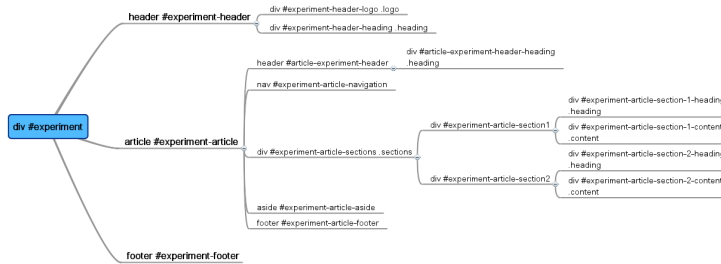 div #experiment
header #experiment-header
div #experiment-header-logo .logo
div #experiment-header-heading .heading
article #experiment-article
header #article-experiment-header
div #article-experiment-header-heading
.heading
nav #experiment-article-navigation
div #experiment-article-sections .sections
div #experiment-article-section1
div #experiment-article-section-1-heading
.heading
div #experiment-article-section-1-content
.content
div #experiment-article-section2
div #experiment-article-section-2-heading
.heading
div #experiment-article-section-2-content
.content
aside #experiment-article-aside
footer #experiment-article-footer
footer #experiment-footer